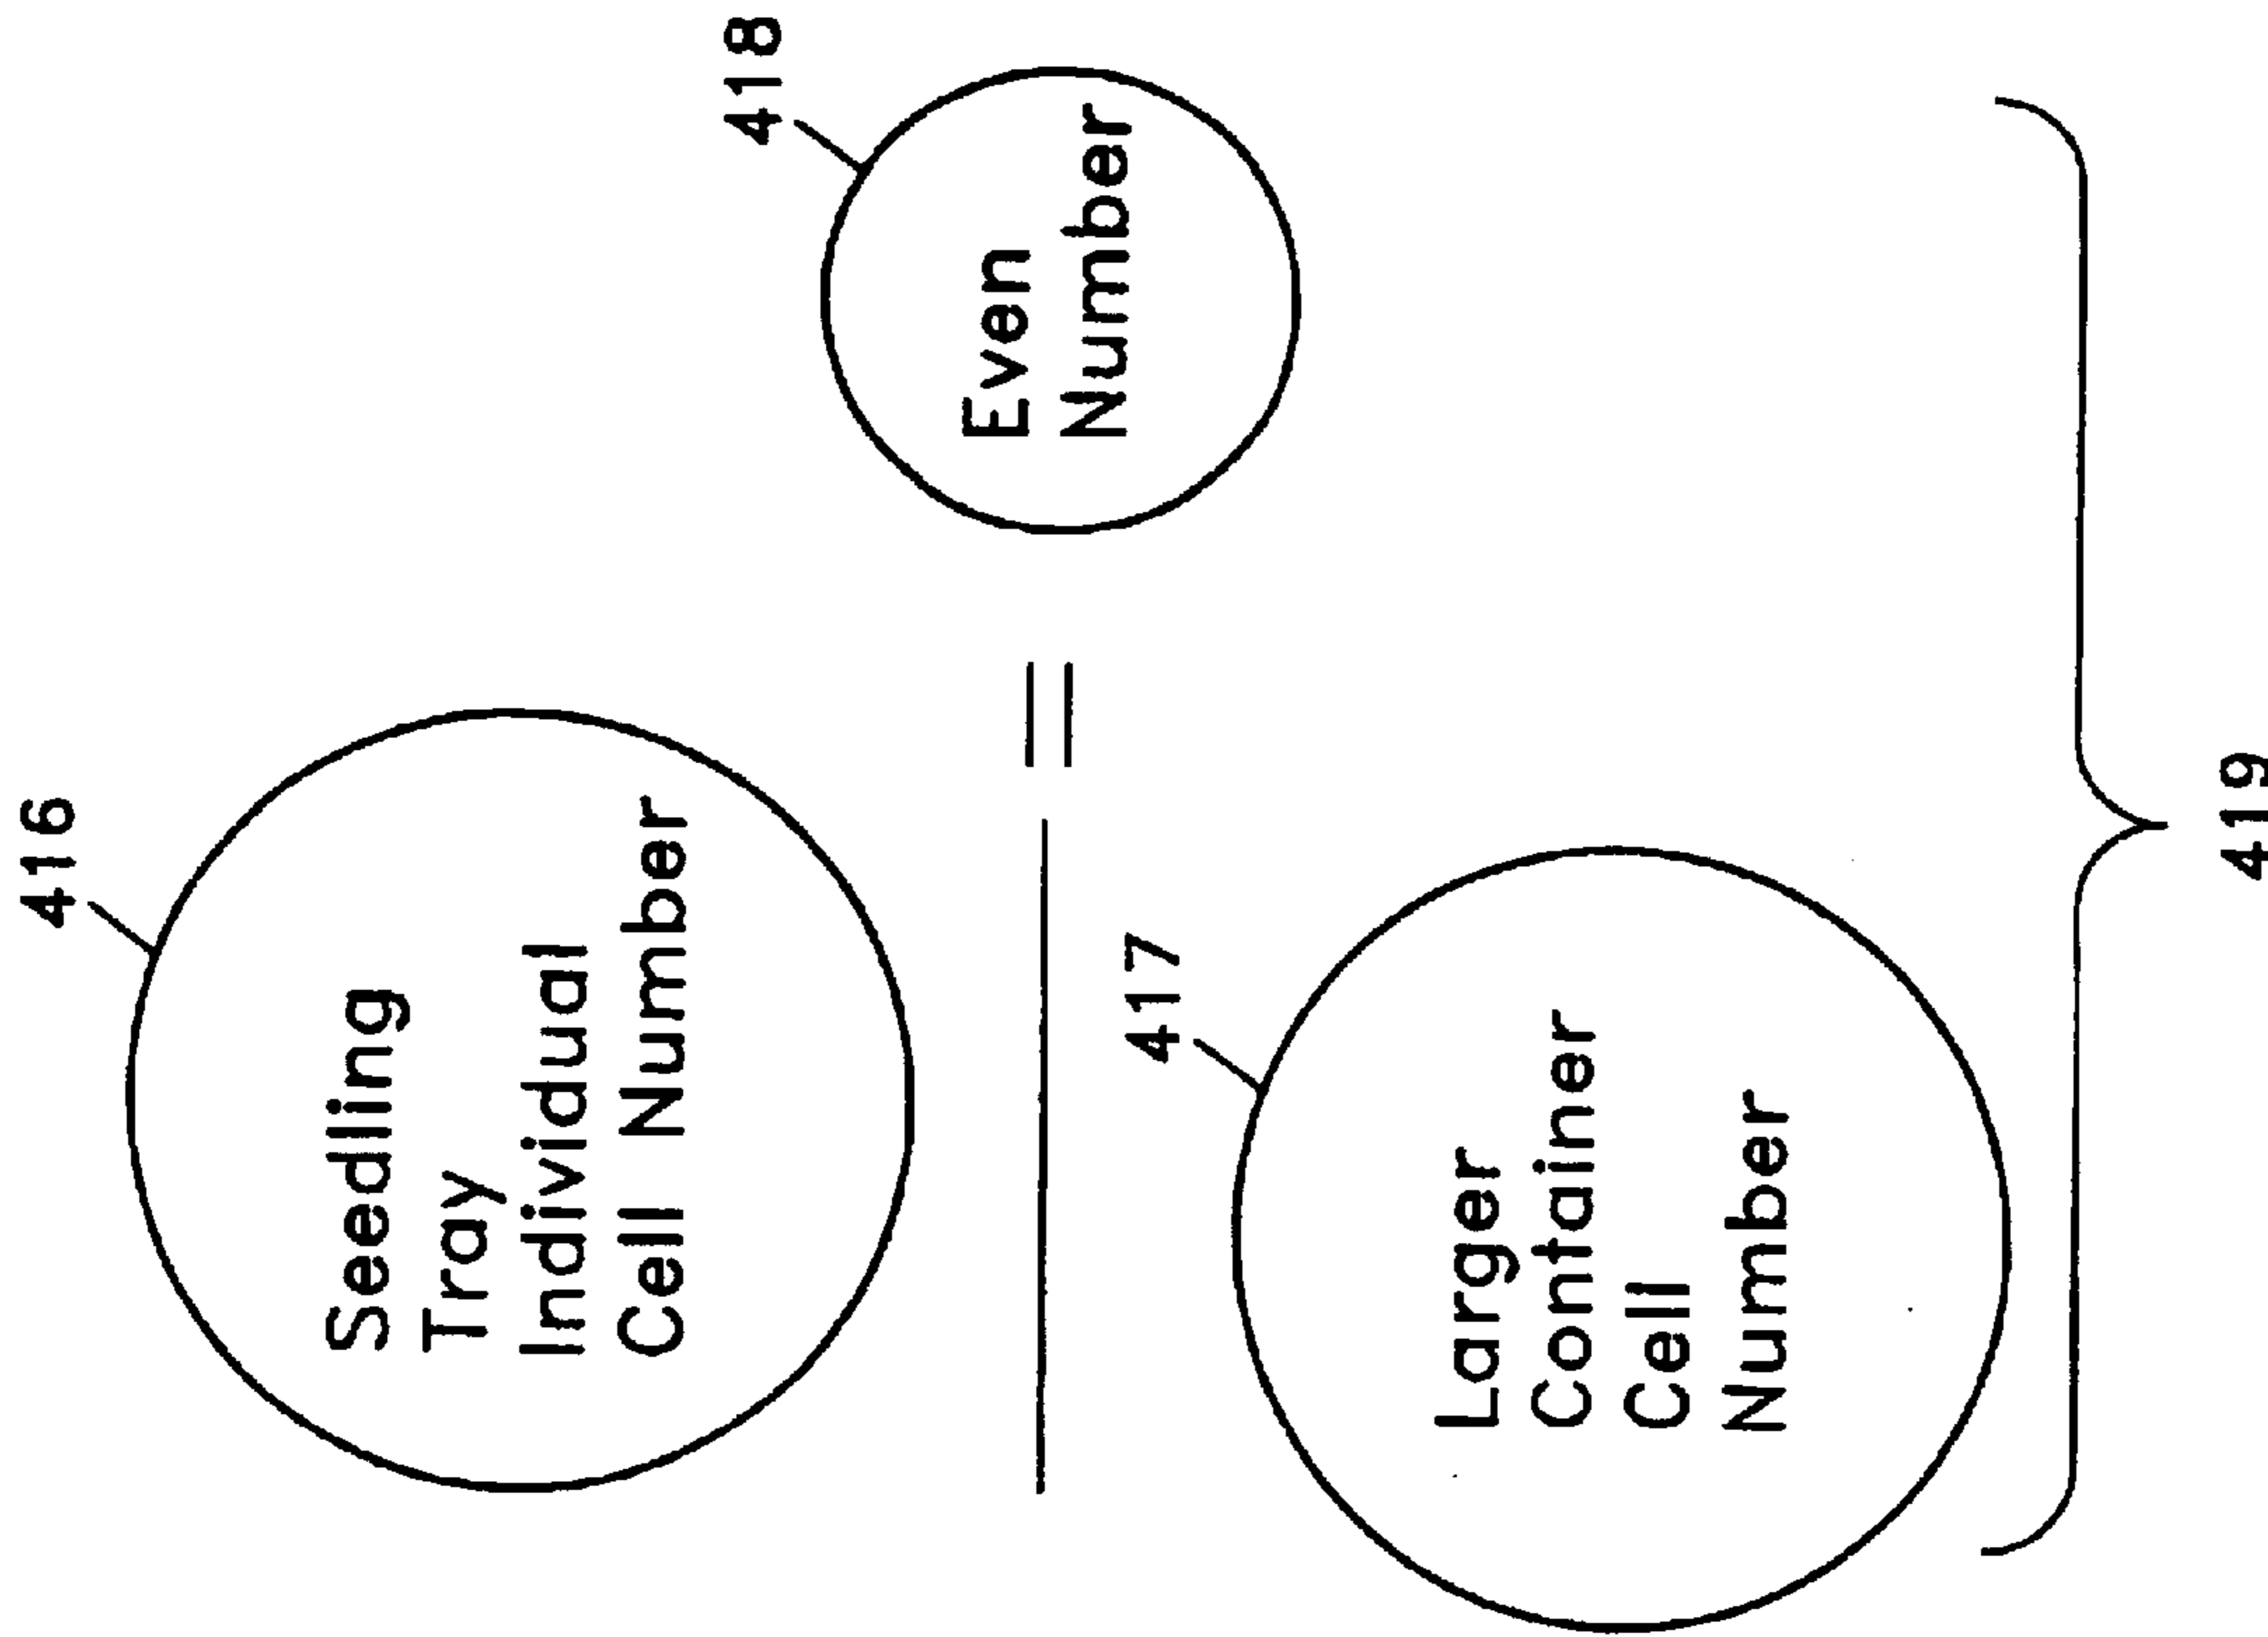 416
Seedling
Tray
Individual
Cell Number
417
Larger
Container
Cell
Number
=
418
Even
Number
419